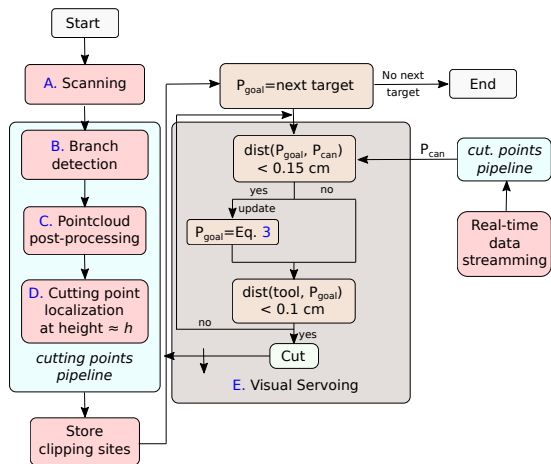 Start
A. Scanning
B. Branch
detection
C. Pointcloud
post-processing
D. Cutting point
localization
at height ≈ h
cutting points
pipeline
Store
clipping sites
P_goal=next target
No next
target
End
dist(P_goal, P_can)
< 0.15 cm
P_can
cut. points
pipeline
Real-time
data
streamming
yes
no
update
P_goal=Eq. 3
dist(tool, P_goal)
< 0.1 cm
no
yes
Cut
E. Visual Servoing